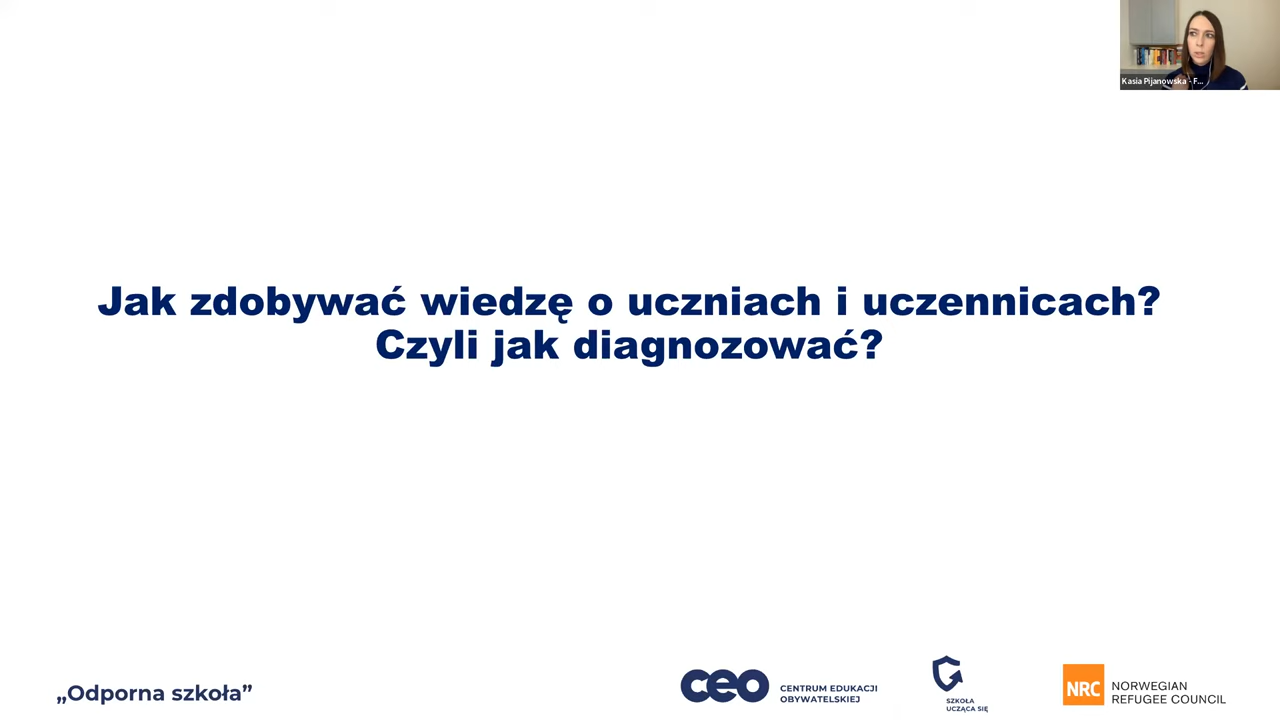 Kasia Pijanowska - F...
Jak zdobywać wiedzę o uczniach i uczennicach?
Czyli jak diagnozować?
„Odporna szkoła”
ceo
CENTRUM EDUKACJI
OBYWATELSKIEJ
SZKOŁA
UCZĄCA SIĘ
NRC
NORWEGIAN
REFUGEE COUNCIL